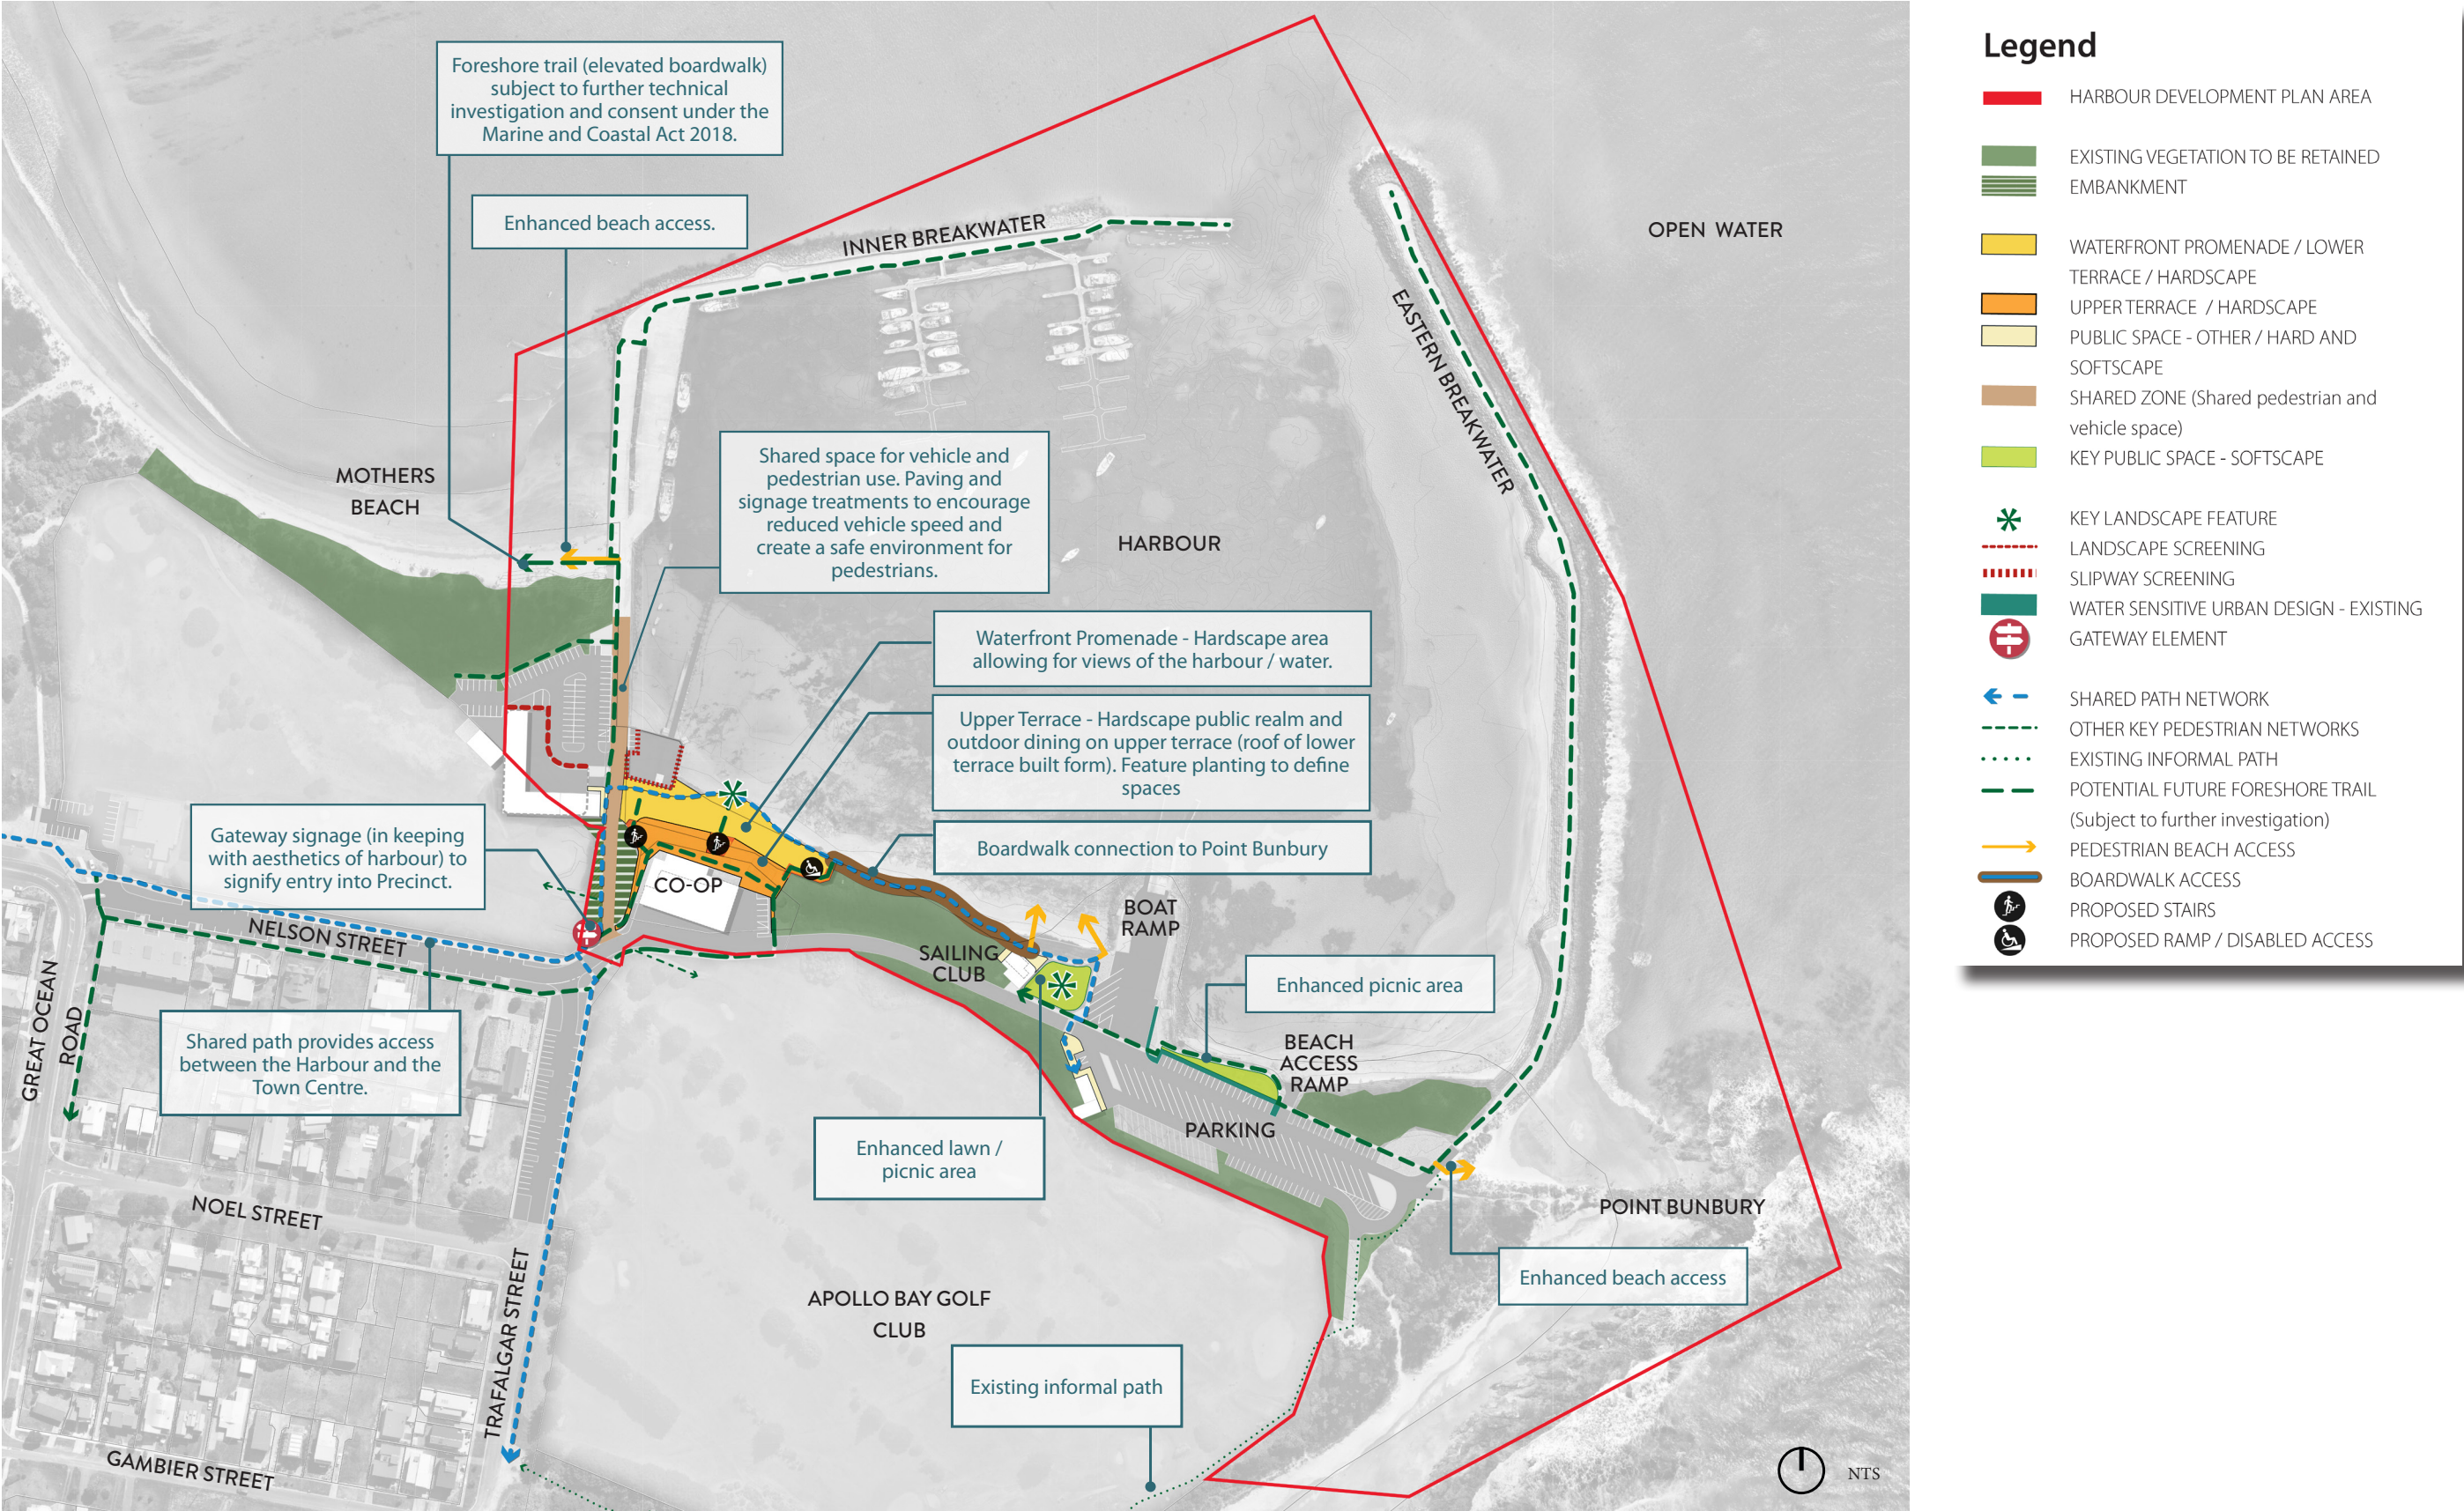 Foreshore trail (elevated boardwalk)
subject to further technical
investigation and consent under the
Marine and Coastal Act 2018.
Enhanced beach access.
INNER BREAKWATER
OPEN WATER
EASTERN BREAKWATER
MOTHERS
BEACH
Shared space for vehicle and
pedestrian use. Paving and
signage treatments to encourage
reduced vehicle speed and
create a safe environment for
pedestrians.
HARBOUR
Waterfront Promenade - Hardscape area
allowing for views of the harbour / water.
Upper Terrace - Hardscape public realm and
outdoor dining on upper terrace (roof of lower
terrace built form). Feature planting to define
spaces
Boardwalk connection to Point Bunbury
Gateway signage (in keeping
with aesthetics of harbour) to
signify entry into Precinct.
CO-OP
NELSON STREET
BOAT
RAMP
SAILING
CLUB
Enhanced picnic area
GREAT OCEAN
ROAD
Shared path provides access
between the Harbour and the
Town Centre.
BEACH
ACCESS
RAMP
PARKING
Enhanced lawn /
picnic area
NOEL STREET
POINT BUNBURY
Enhanced beach access
TRAFALGAR STREET
APOLLO BAY GOLF
CLUB
Existing informal path
GAMBIER STREET
NTS
Legend
HARBOUR DEVELOPMENT PLAN AREA
EXISTING VEGETATION TO BE RETAINED
EMBANKMENT
WATERFRONT PROMENADE / LOWER
TERRACE / HARDSCAPE
UPPER TERRACE / HARDSCAPE
PUBLIC SPACE - OTHER / HARD AND
SOFTSCAPE
SHARED ZONE (Shared pedestrian and
vehicle space)
KEY PUBLIC SPACE - SOFTSCAPE
KEY LANDSCAPE FEATURE
LANDSCAPE SCREENING
SLIPWAY SCREENING
WATER SENSITIVE URBAN DESIGN - EXISTING
GATEWAY ELEMENT
SHARED PATH NETWORK
OTHER KEY PEDESTRIAN NETWORKS
EXISTING INFORMAL PATH
POTENTIAL FUTURE FORESHORE TRAIL
(Subject to further investigation)
PEDESTRIAN BEACH ACCESS
BOARDWALK ACCESS
PROPOSED STAIRS
PROPOSED RAMP / DISABLED ACCESS